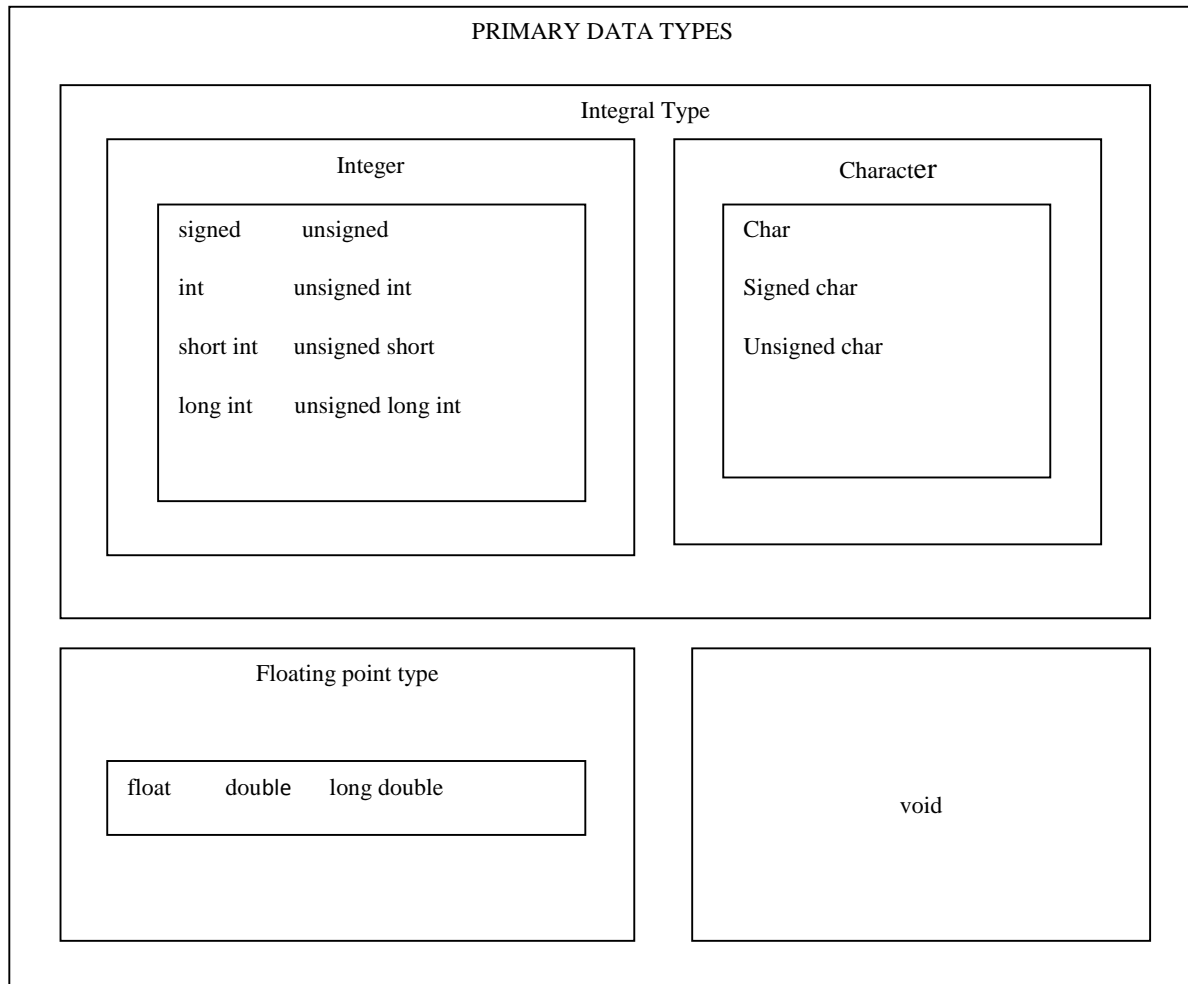 PRIMARY DATA TYPES
Integral Type
Integer
signed unsigned
int unsigned int
short int unsigned short
long int unsigned long int
Character
Char
Signed char
Unsigned char
Floating point type
float double long double
void